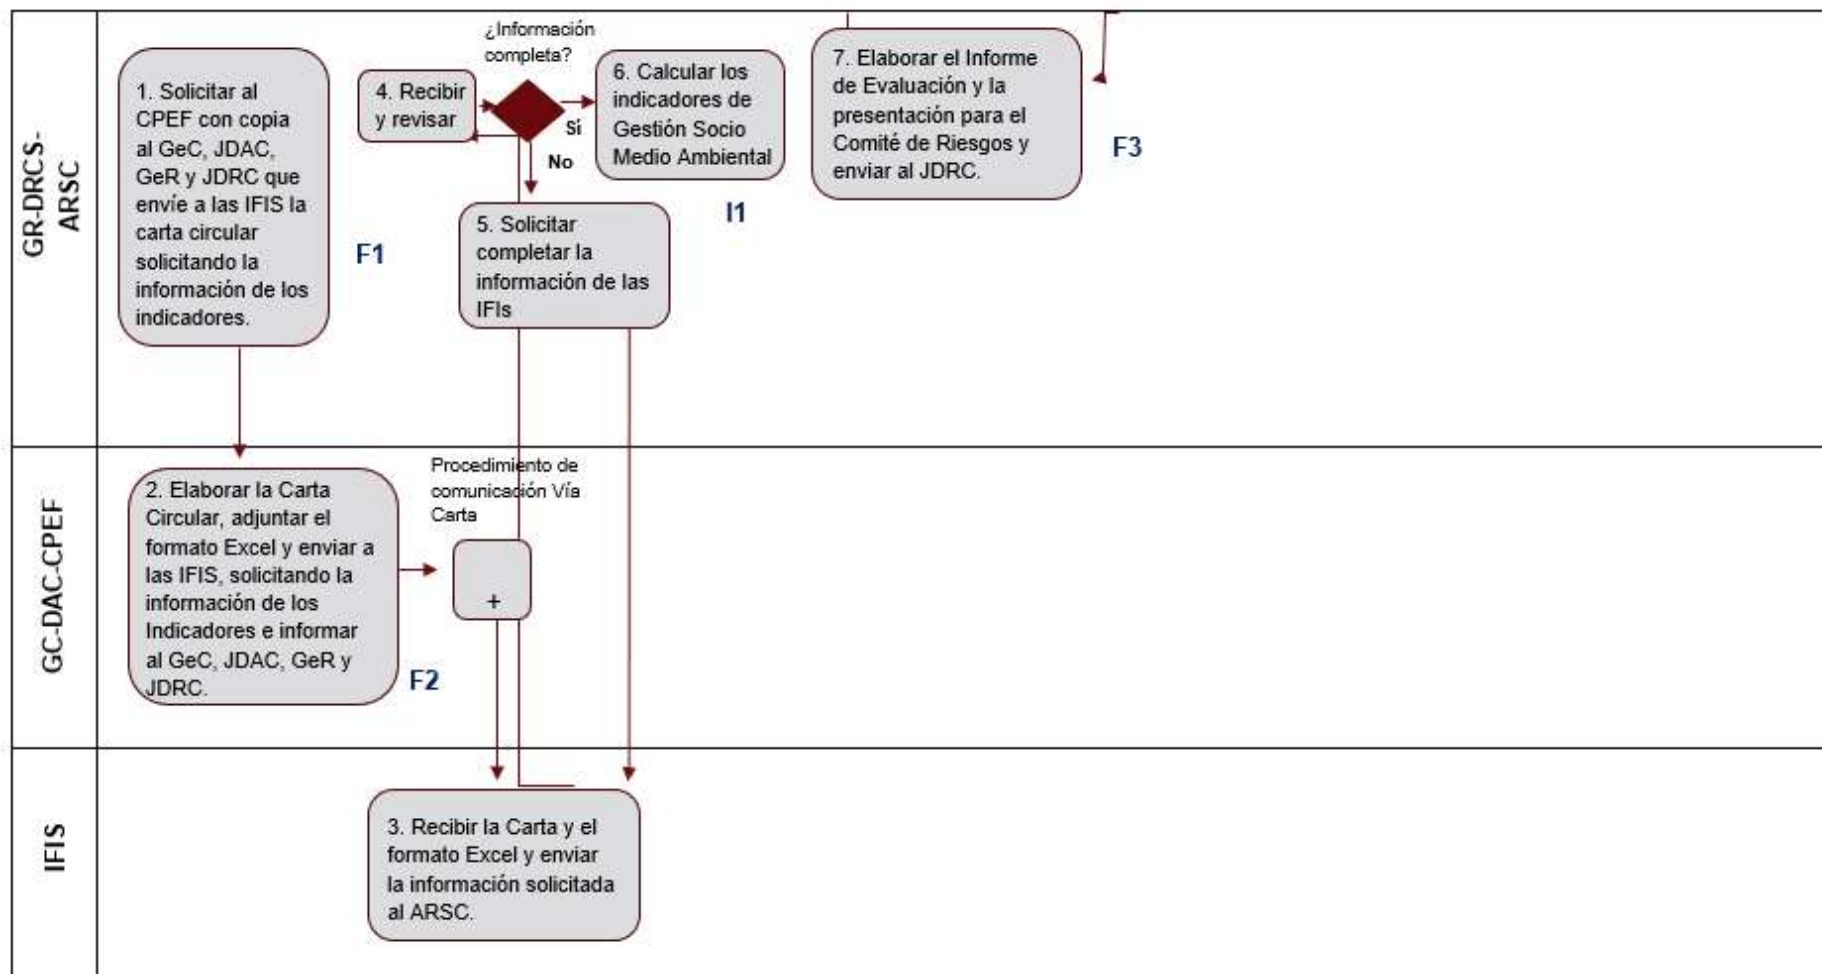 GR-DRCS-
ARSC
1. Solicitar al
CPEF con copia
al GeC, JDAC,
GeR y JDRC que
envíe a las IFIS la
carta circular
solicitando la
información de los
indicadores.
F1
4. Recibir
y revisar
¿Información
completa?
Sí
No
6. Calcular los
indicadores de
Gestión Socio
Medio Ambiental
I1
5. Solicitar
completar la
información de las
IFIs
7. Elaborar el Informe
de Evaluación y la
presentación para el
Comité de Riesgos y
enviar al JDRC.
F3
GC-DAC-CPEF
2. Elaborar la Carta
Circular, adjuntar el
formato Excel y enviar a
las IFIS, solicitando la
información de los
Indicadores e informar
al GeC, JDAC, GeR y
JDRC.
F2
Procedimiento de
comunicación Vía
Carta
+
IFIS
3. Recibir la Carta y el
formato Excel y enviar
la información solicitada
al ARSC.